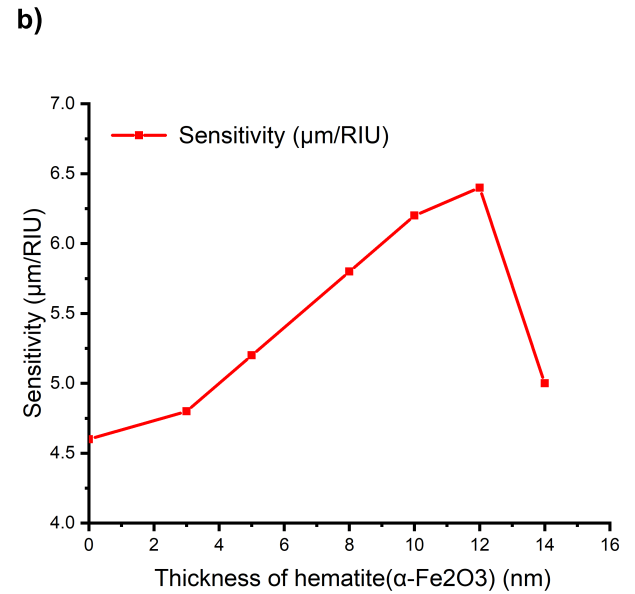 b)
7.0
Sensitivity (μm/RIU)
6.5
6.0
5.5
5.0
4.5
4.0
Sensitivity (μm/RIU)
0 2 4 6 8 10 12 14 16
Thickness of hematite(α-Fe2O3) (nm)